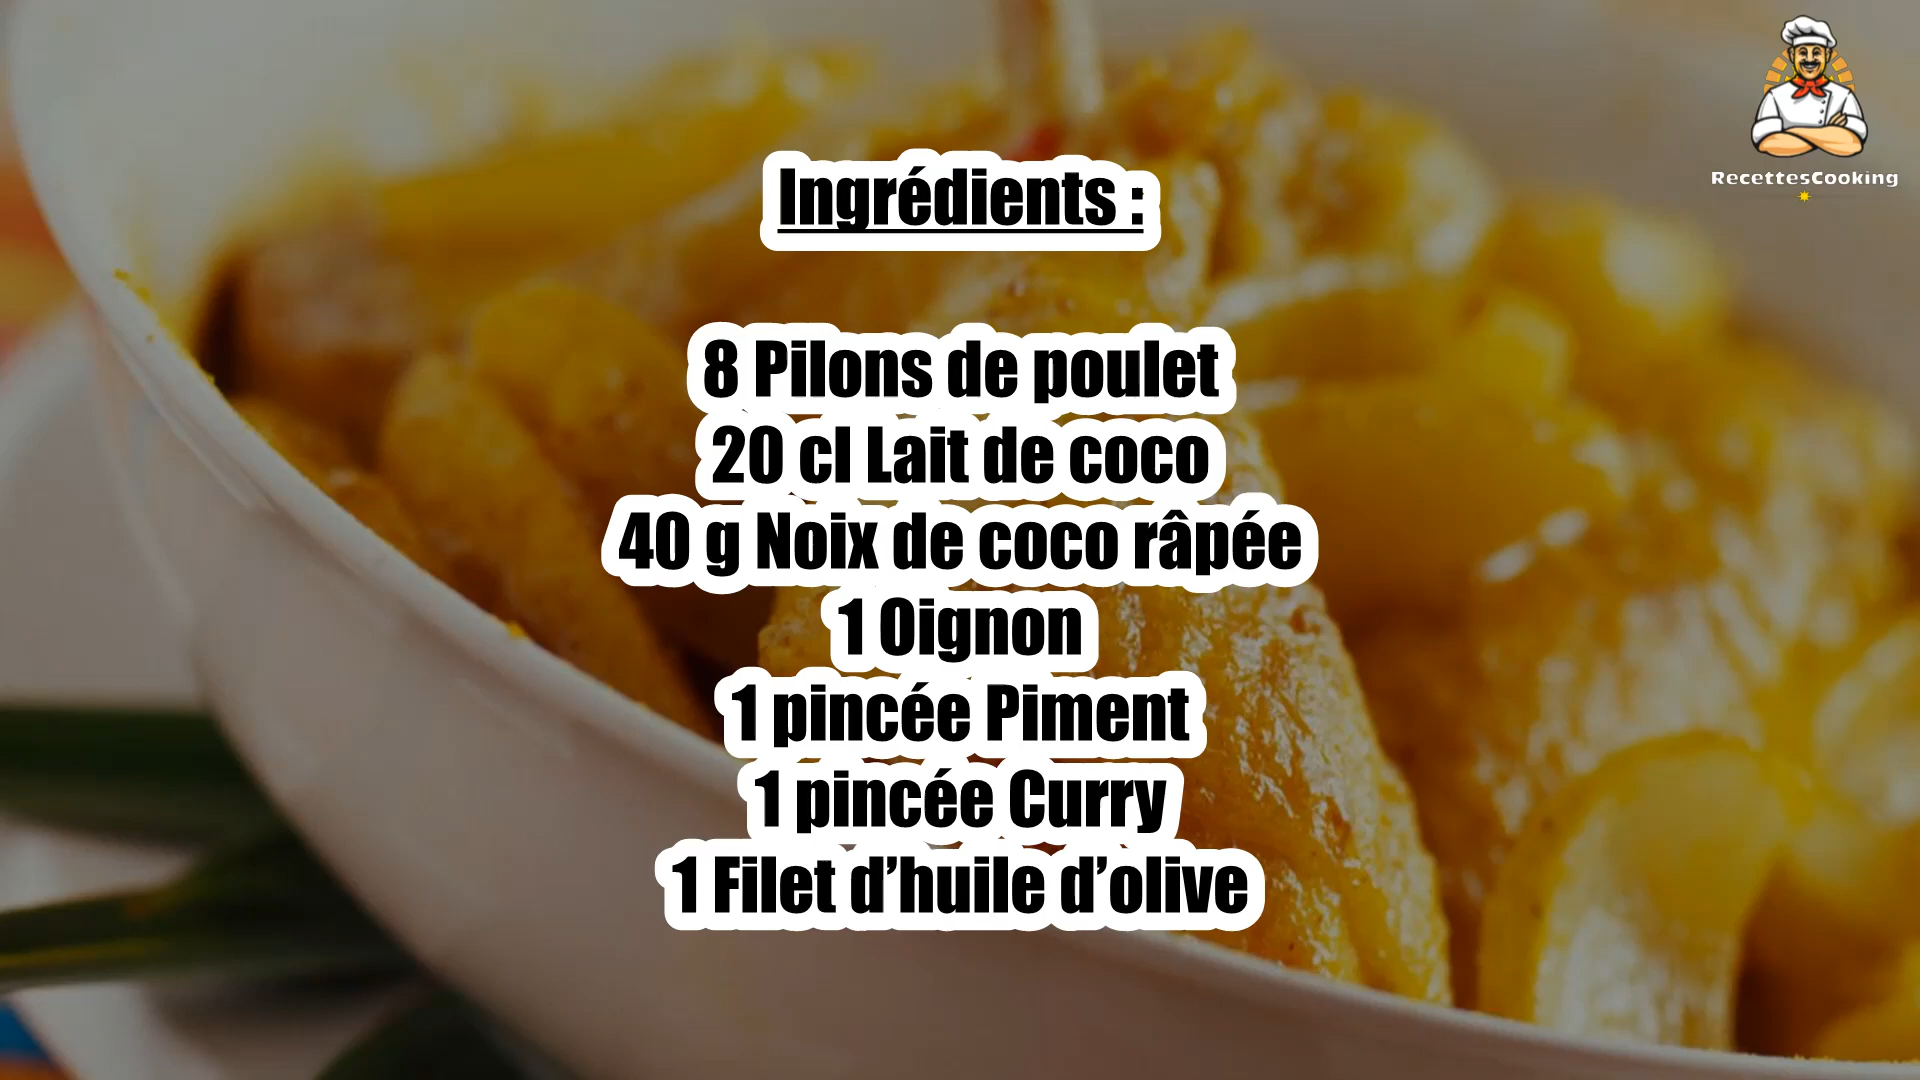 RecettesCooking
Ingrédients :
8 Pilons de poulet
20 cl Lait de coco
40 g Noix de coco râpée
1 Oignon
1 pincée Piment
1 pincée Curry
1 Filet d’huile d’olive